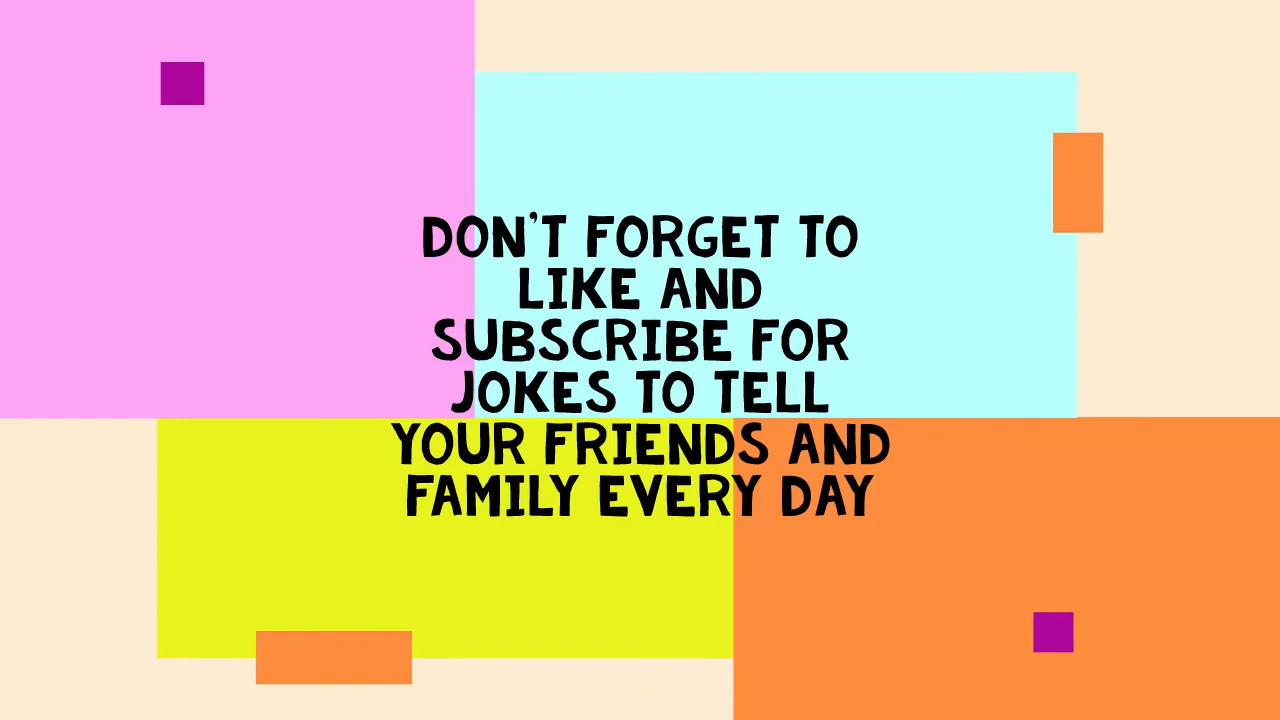 DON'T FORGET TO
LIKE AND
SUBSCRIBE FOR
JOKES TO TELL
YOUR FRIENDS AND
FAMILY EVERY DAY